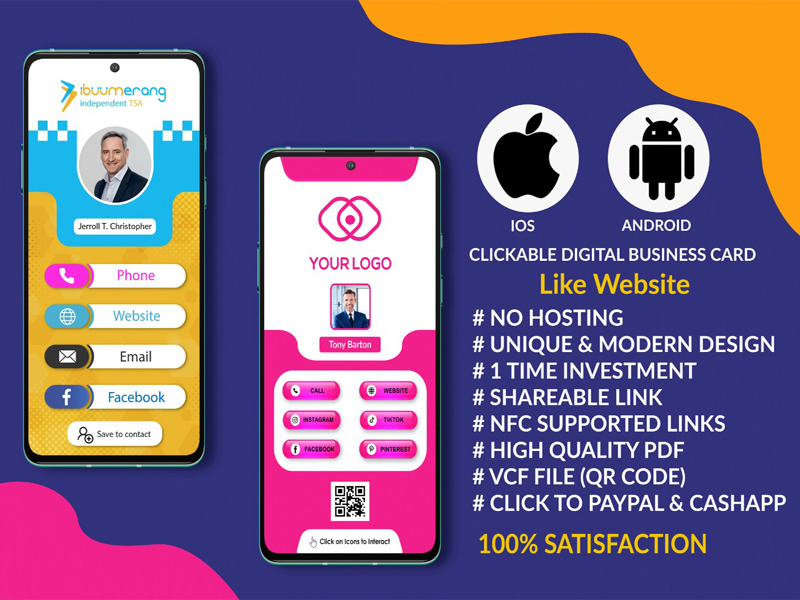 ibuumerang
independent TSA
Jerroll T. Christopher
Phone
Website
Email
Facebook
Save to contact
YOUR LOGO
Tony Barton
CALL
WEBSITE
INSTAGRAM
TIKTOK
FACEBOOK
PINTEREST
Click on Icons to Interact
IOS
ANDROID
CLICKABLE DIGITAL BUSINESS CARD
Like Website
# NO HOSTING
# UNIQUE & MODERN DESIGN
# 1 TIME INVESTMENT
# SHAREABLE LINK
# NFC SUPPORTED LINKS
# HIGH QUALITY PDF
# VCF FILE (QR CODE)
# CLICK TO PAYPAL & CASHAPP
100% SATISFACTION